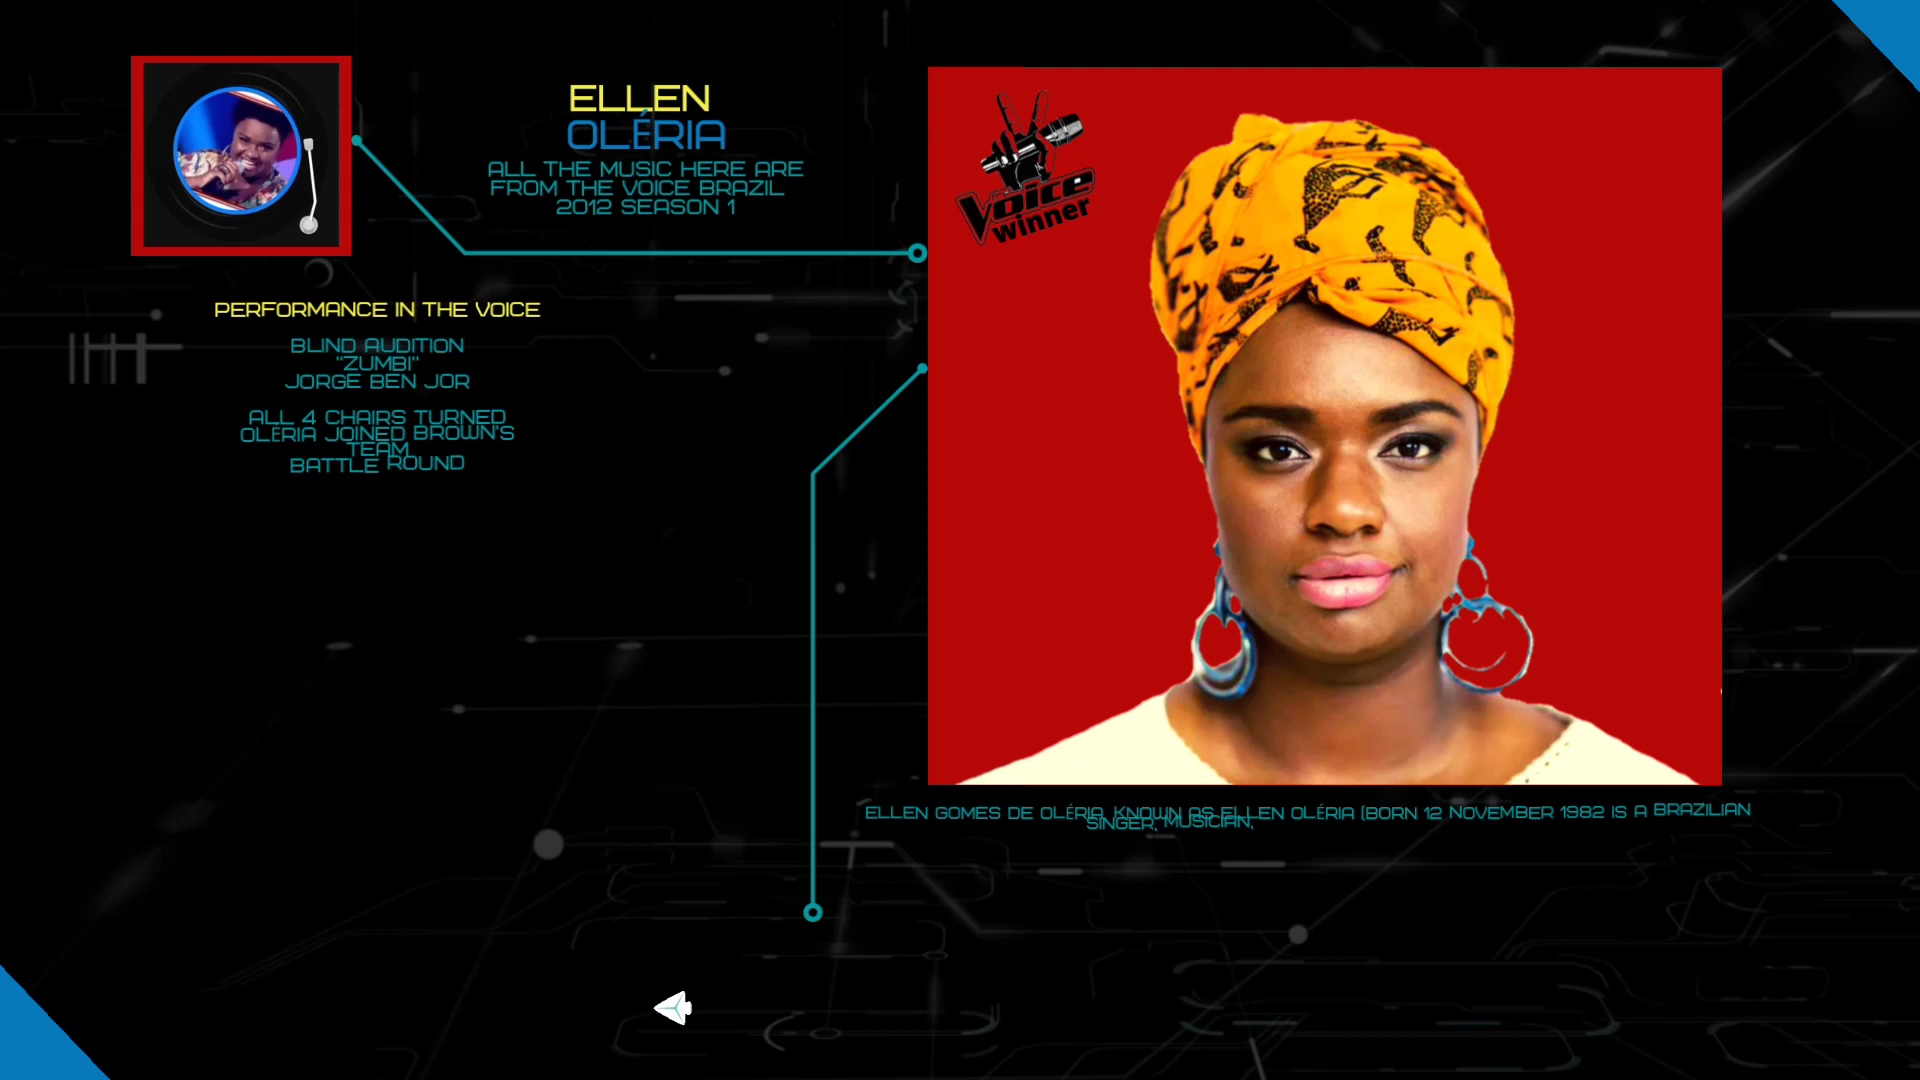 ELLEN
OLÉRIA
ALL THE MUSIC HERE ARE
FROM THE VOICE BRAZIL
2012 SEASON 1
The Voice
winner
PERFORMANCE IN THE VOICE
BLIND AUDITION
"ZUMBI"
JORGE BEN JOR
ALL 4 CHAIRS TURNED
OLÉRIA JOINED BROWN'S
TEAM
BATTLE ROUND
ELLEN GOMES DE OLÉRIA, KNOWN AS ELLEN OLÉRIA (BORN 12 NOVEMBER 1982 IS A BRAZILIAN
SINGER, MUSICIAN,